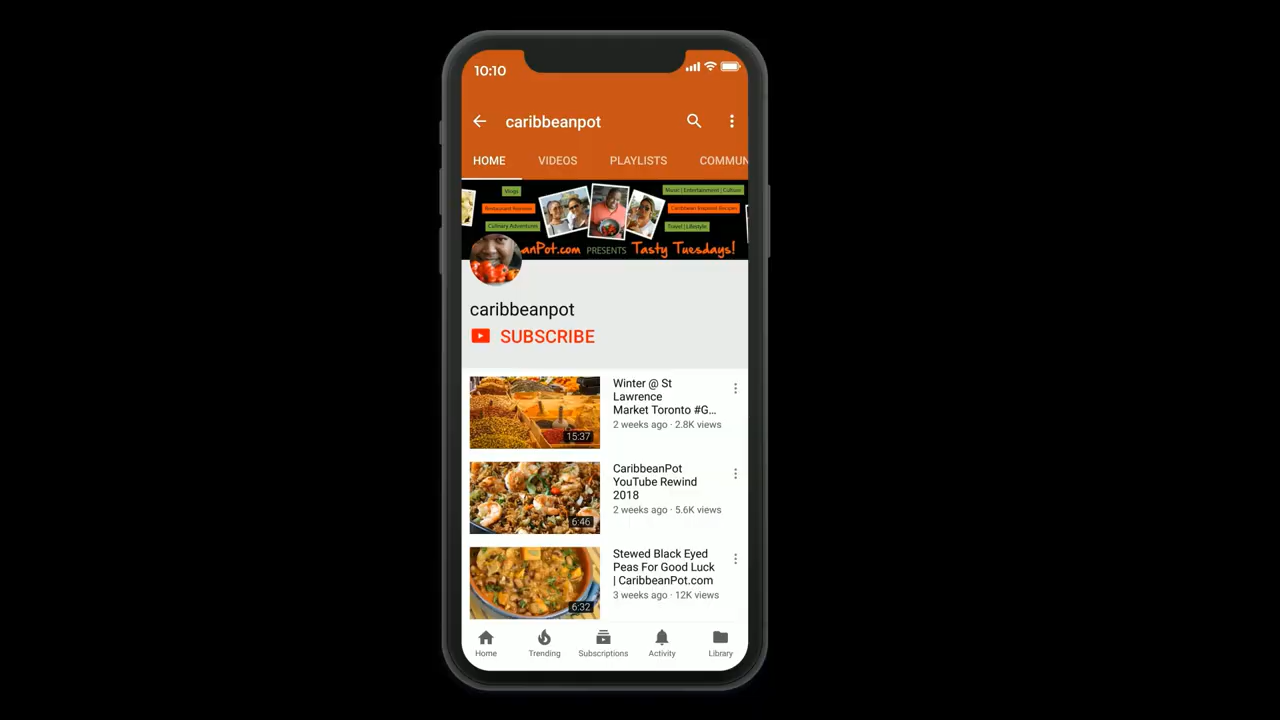 10:10
caribbeanpot
HOME VIDEOS PLAYLISTS COMMUN
Vlogs
Music | Entertainment | Culture
Restaurant Reviews
Caribbean Inspired Recipes
Culinary Adventures
Travel | Lifestyle
anPot.com PRESENTS Tasty Tuesdays!
caribbeanpot
SUBSCRIBE
Winter @ St
Lawrence
Market Toronto #G...
2 weeks ago · 2.8K views
15:37
CaribbeanPot
YouTube Rewind
2018
2 weeks ago · 5.6K views
6:46
Stewed Black Eyed
Peas For Good Luck
| CaribbeanPot.com
3 weeks ago · 12K views
6:32
Home Trending Subscriptions Activity Library